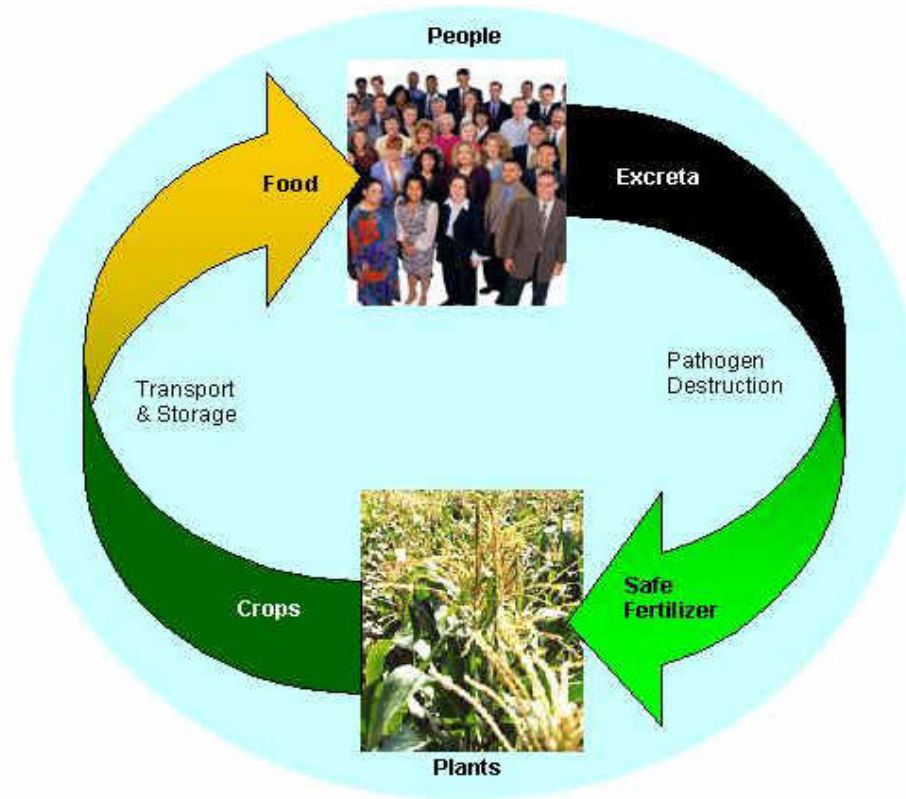 People
Food
Excreta
Transport
& Storage
Pathogen
Destruction
Crops
Safe
Fertilizer
Plants